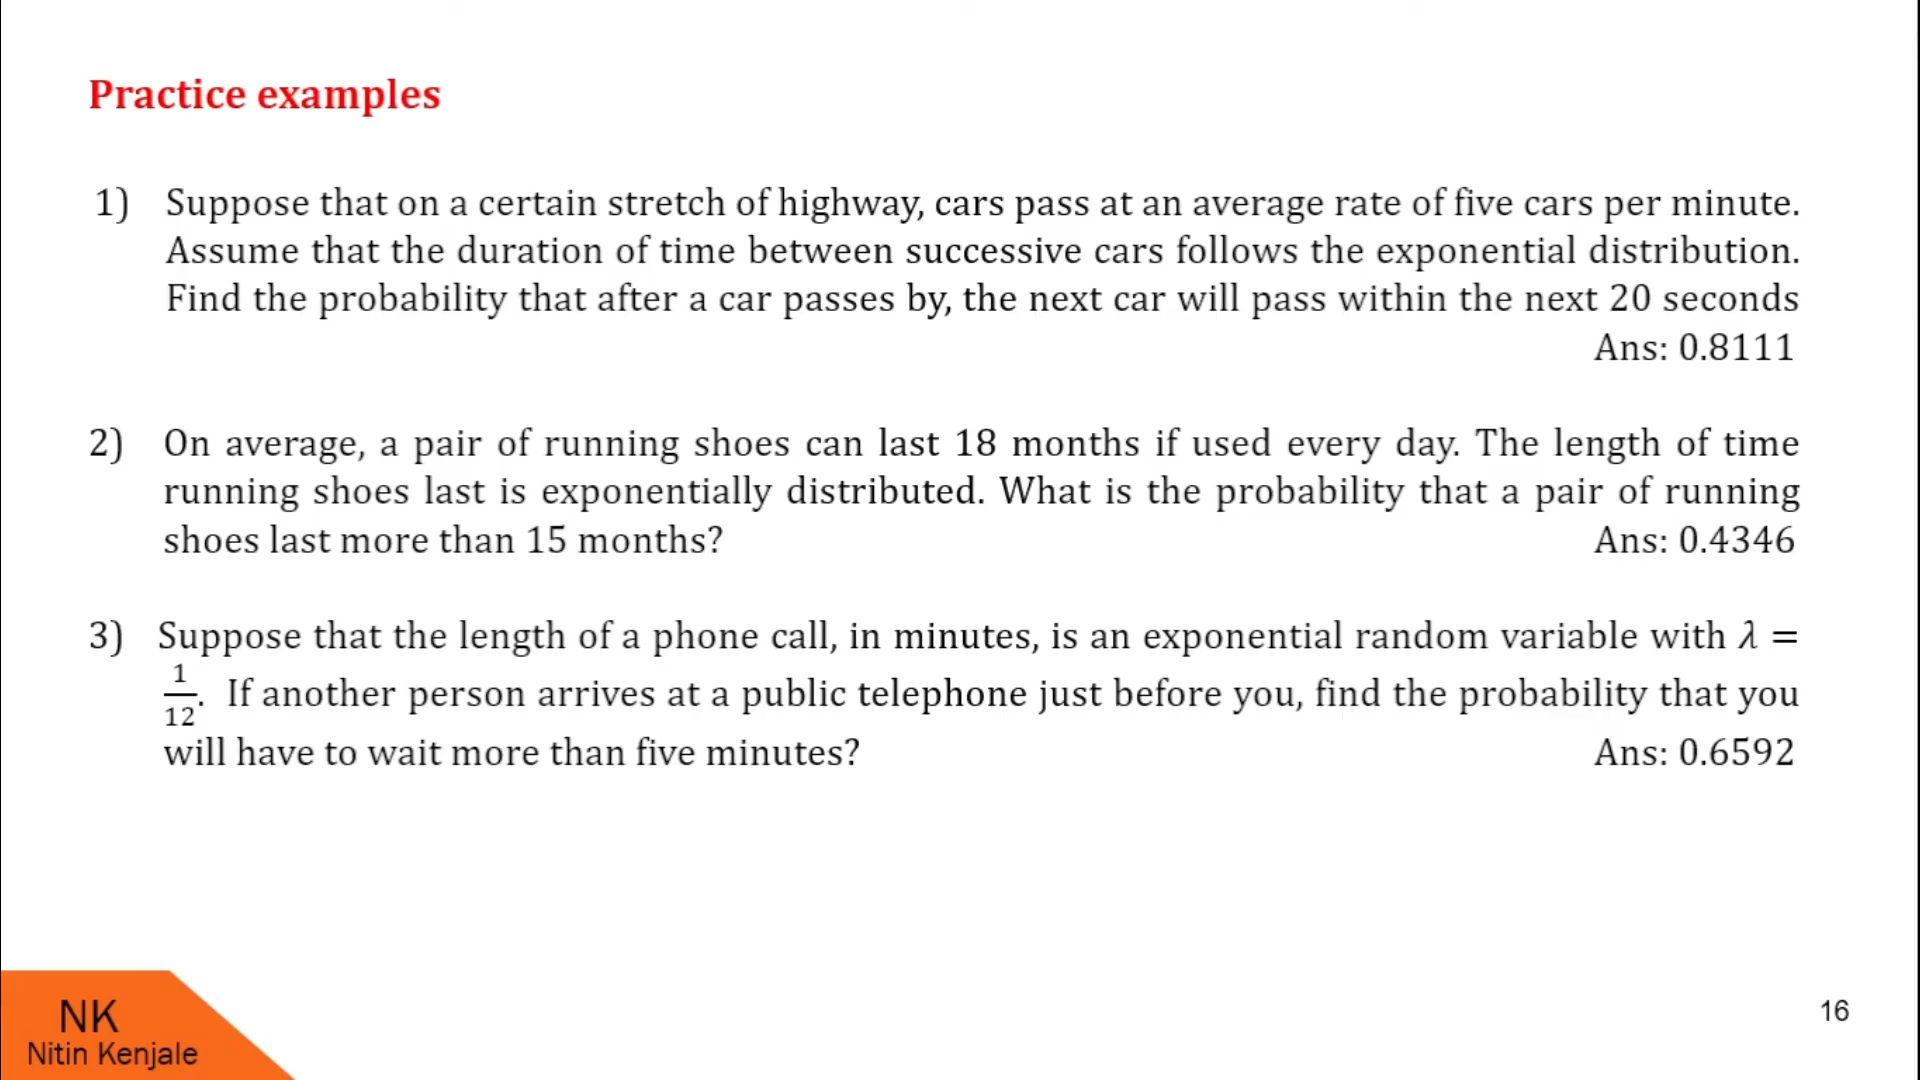 Practice examples
1) Suppose that on a certain stretch of highway, cars pass at an average rate of five cars per minute.
Assume that the duration of time between successive cars follows the exponential distribution.
Find the probability that after a car passes by, the next car will pass within the next 20 seconds
Ans: 0.8111
2) On average, a pair of running shoes can last 18 months if used every day. The length of time
running shoes last is exponentially distributed. What is the probability that a pair of running
shoes last more than 15 months? Ans: 0.4346
3) Suppose that the length of a phone call, in minutes, is an exponential random variable with λ =
1/12. If another person arrives at a public telephone just before you, find the probability that you
will have to wait more than five minutes? Ans: 0.6592
NK
Nitin Kenjale
16